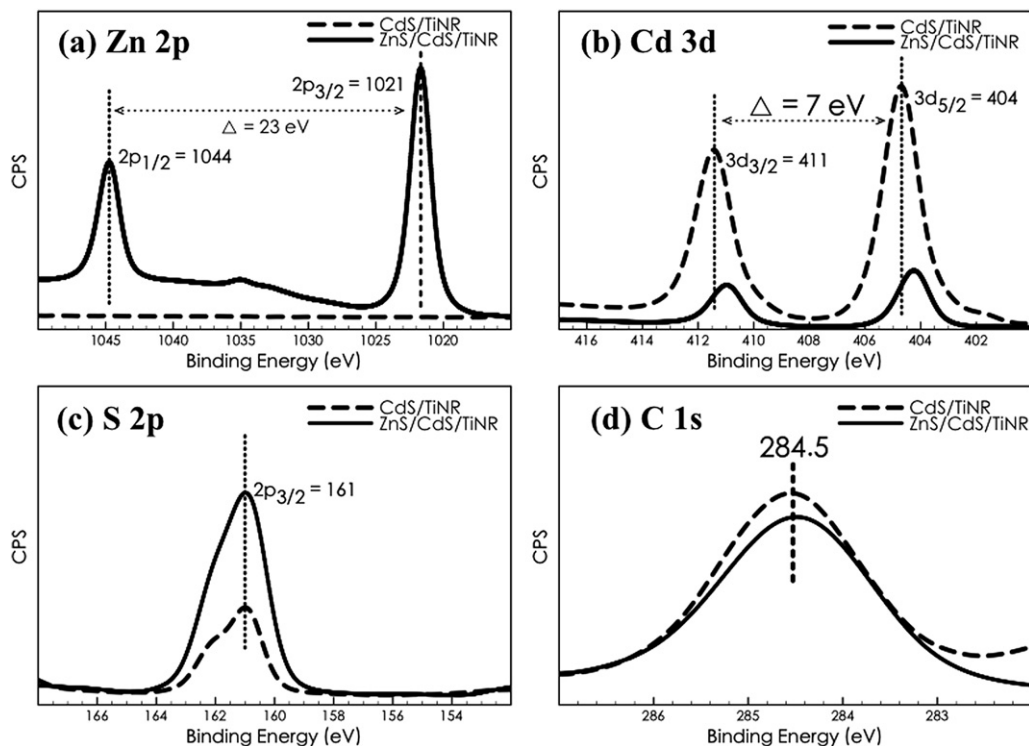 (a) Zn 2p
CdS/TiNR
ZnS/CdS/TiNR
2p3/2 = 1021
△ = 23 eV
2p1/2 = 1044
CPS
1045 1040 1035 1030 1025 1020
Binding Energy (eV)
(b) Cd 3d
CdS/TiNR
ZnS/CdS/TiNR
3d5/2 = 404
△ = 7 eV
3d3/2 = 411
CPS
416 414 412 410 408 406 404 402
Binding Energy (eV)
(c) S 2p
CdS/TiNR
ZnS/CdS/TiNR
2p3/2 = 161
CPS
166 164 162 160 158 156 154
Binding Energy (eV)
(d) C 1s
CdS/TiNR
ZnS/CdS/TiNR
284.5
CPS
286 285 284 283
Binding Energy (eV)